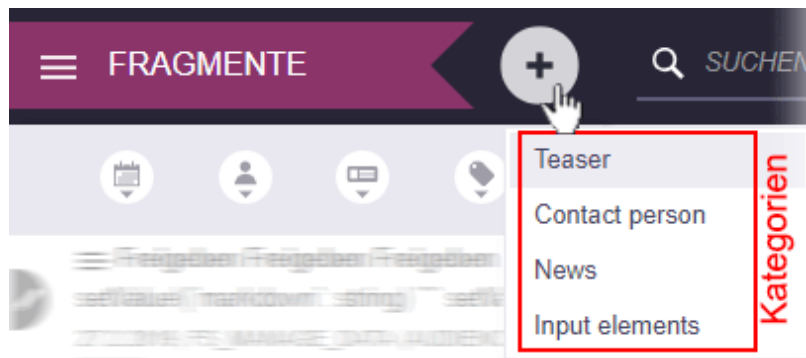 FRAGMENTE
SUCHEN
Teaser
Contact person
News
Input elements
Kategorien